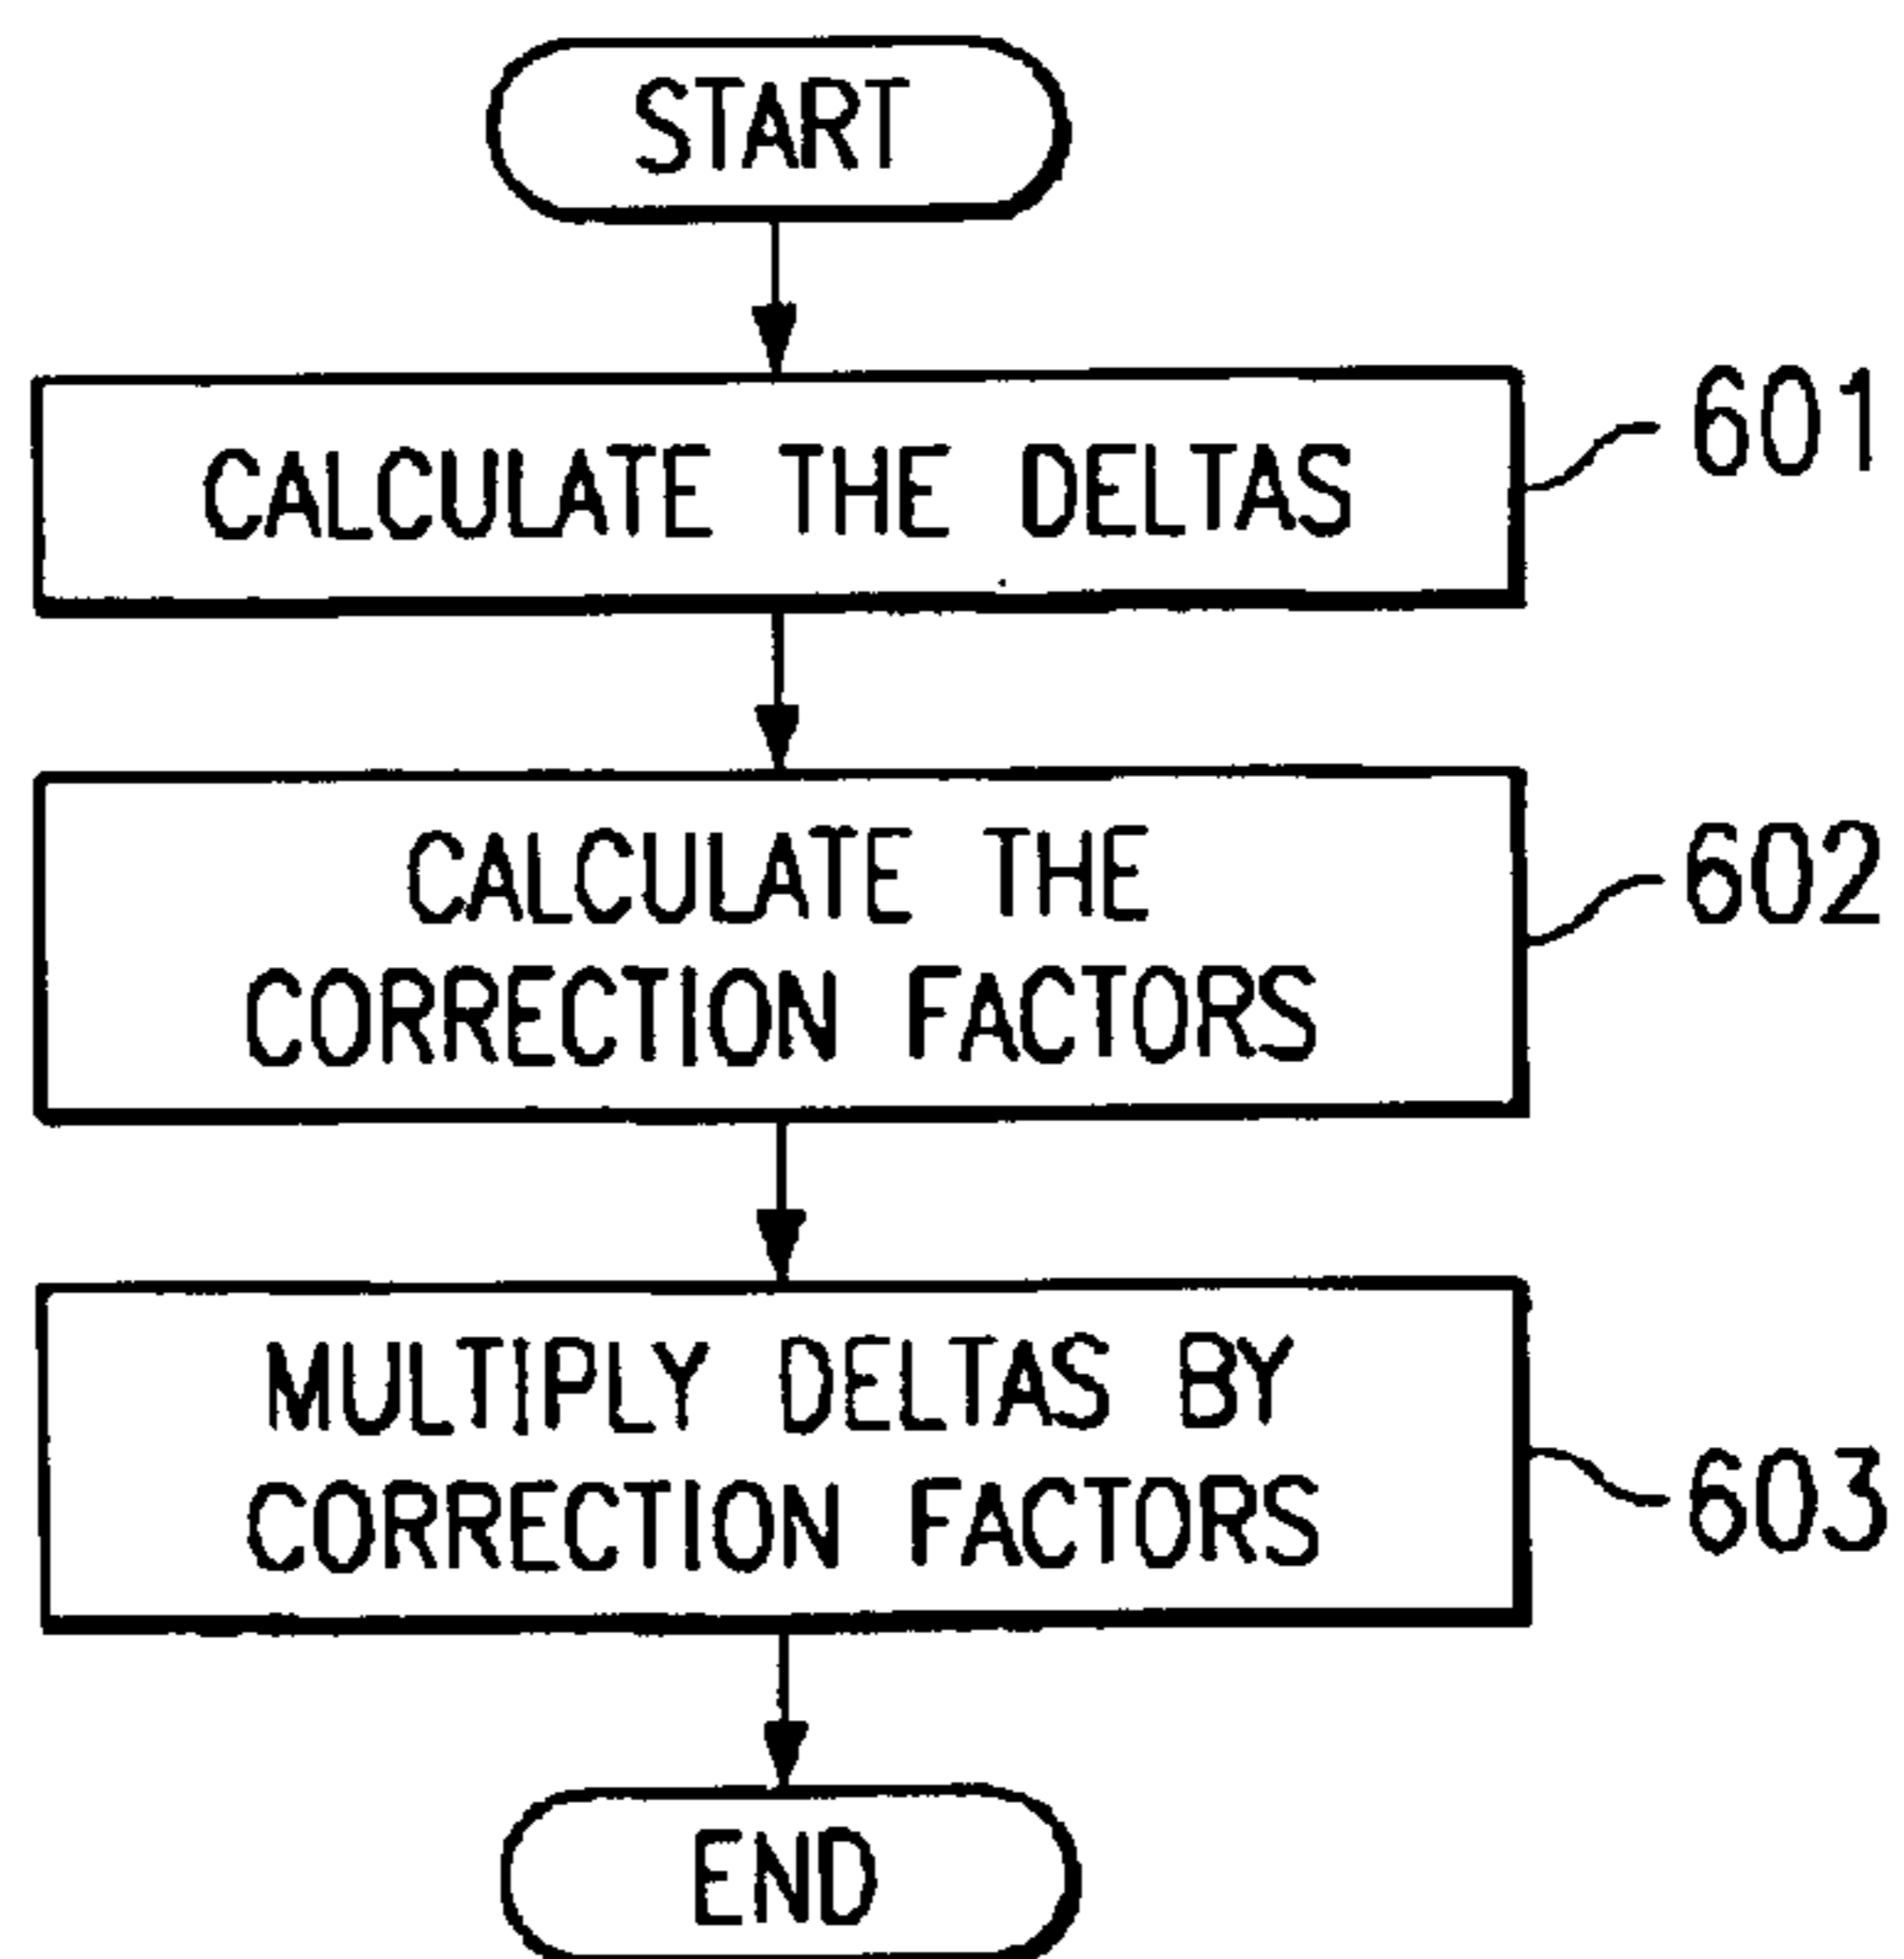 START
CALCULATE THE DELTAS
601
CALCULATE THE
CORRECTION FACTORS
602
MULTIPLY DELTAS BY
CORRECTION FACTORS
603
END